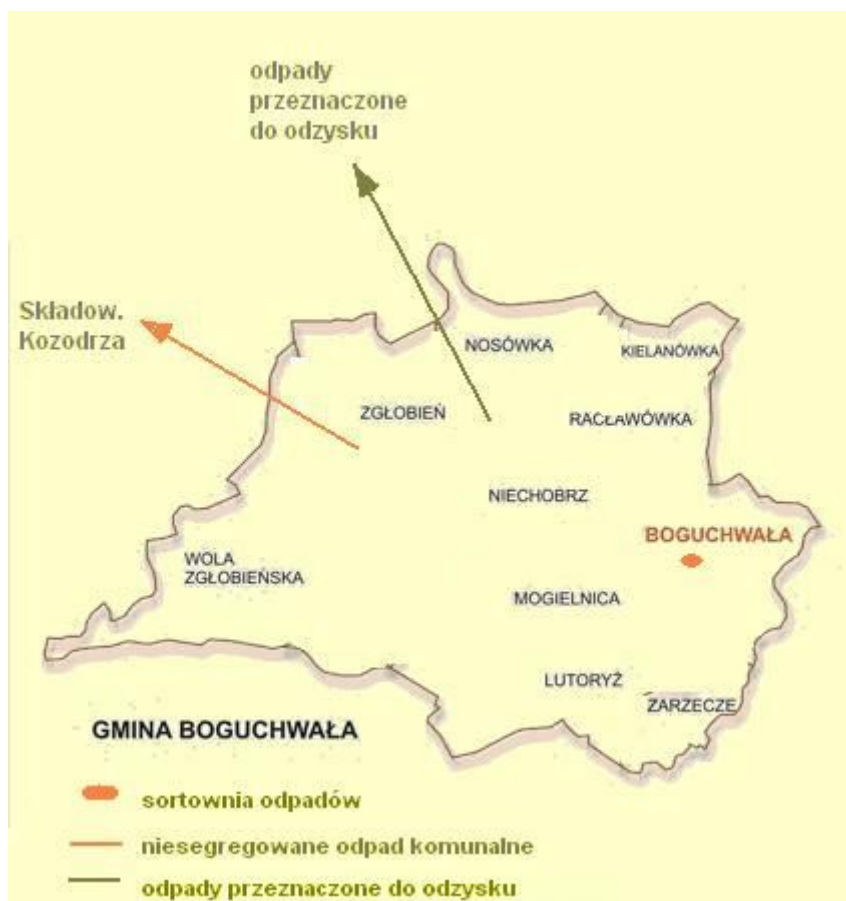 odpady
przeznaczone
do odzysku
Składow.
Kozodrza
NOSÓWKA
KIELANÓWKA
ZGŁOBIEŃ
RACŁAWÓWKA
NIECHOBRZ
BOGUCHWAŁA
WOLA
ZGŁOBIEŃSKA
MOGIELNICA
LUTORYŻ
ZARZECZE
GMINA BOGUCHWAŁA
sortownia odpadów
niesegregowane odpad komunalne
odpady przeznaczone do odzysku